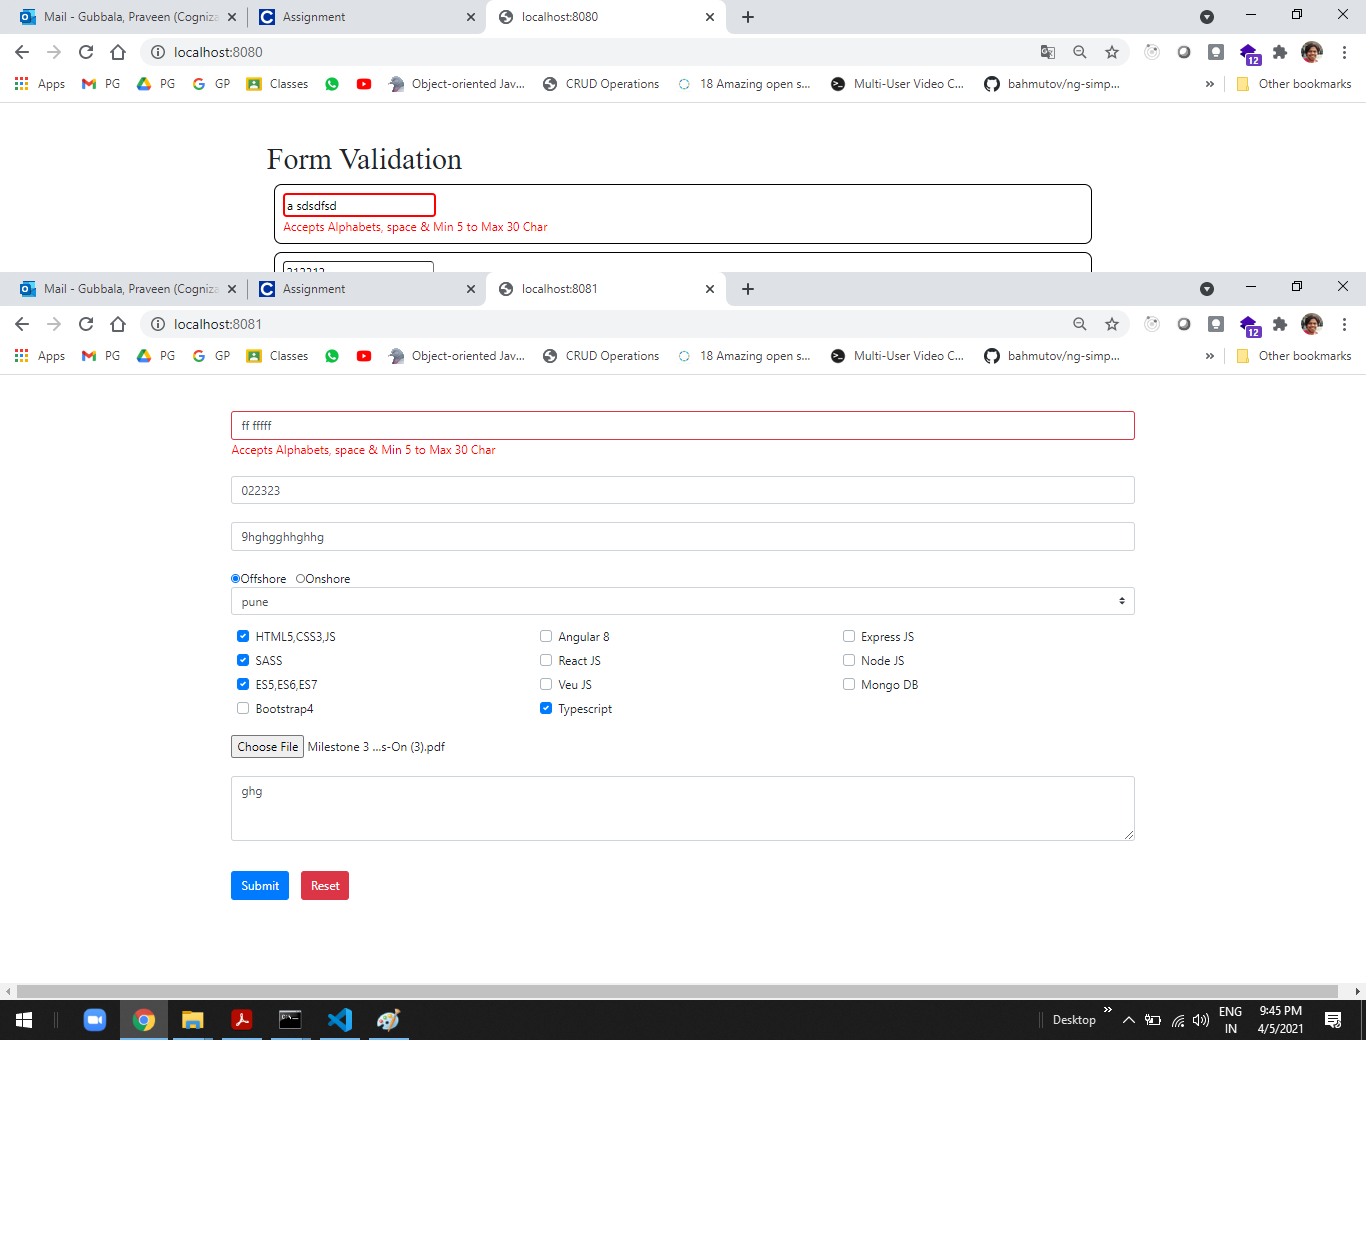 Mail - Gubbala, Praveen (Cogniza
Assignment
localhost:8080
localhost:8080
Apps PG PG GP Classes Object-oriented Jav... CRUD Operations 18 Amazing open s... Multi-User Video C... bahmutov/ng-simp... » Other bookmarks
12
Form Validation
a sdsdfsd
Accepts Alphabets, space & Min 5 to Max 30 Char
Mail - Gubbala, Praveen (Cogniza
Assignment
localhost:8081
localhost:8081
12
Apps PG PG GP Classes Object-oriented Jav... CRUD Operations 18 Amazing open s... Multi-User Video C... bahmutov/ng-simp... » Other bookmarks
ff fffff
Accepts Alphabets, space & Min 5 to Max 30 Char
022323
9hghgghhghhg
Offshore Onshore
pune
HTML5,CSS3,JS Angular 8 Express JS
SASS React JS Node JS
ES5,ES6,ES7 Veu JS Mongo DB
Bootstrap4 Typescript
Choose File Milestone 3 ...s-On (3).pdf
ghg
Submit Reset
Desktop » ENG 9:45 PM
IN 4/5/2021